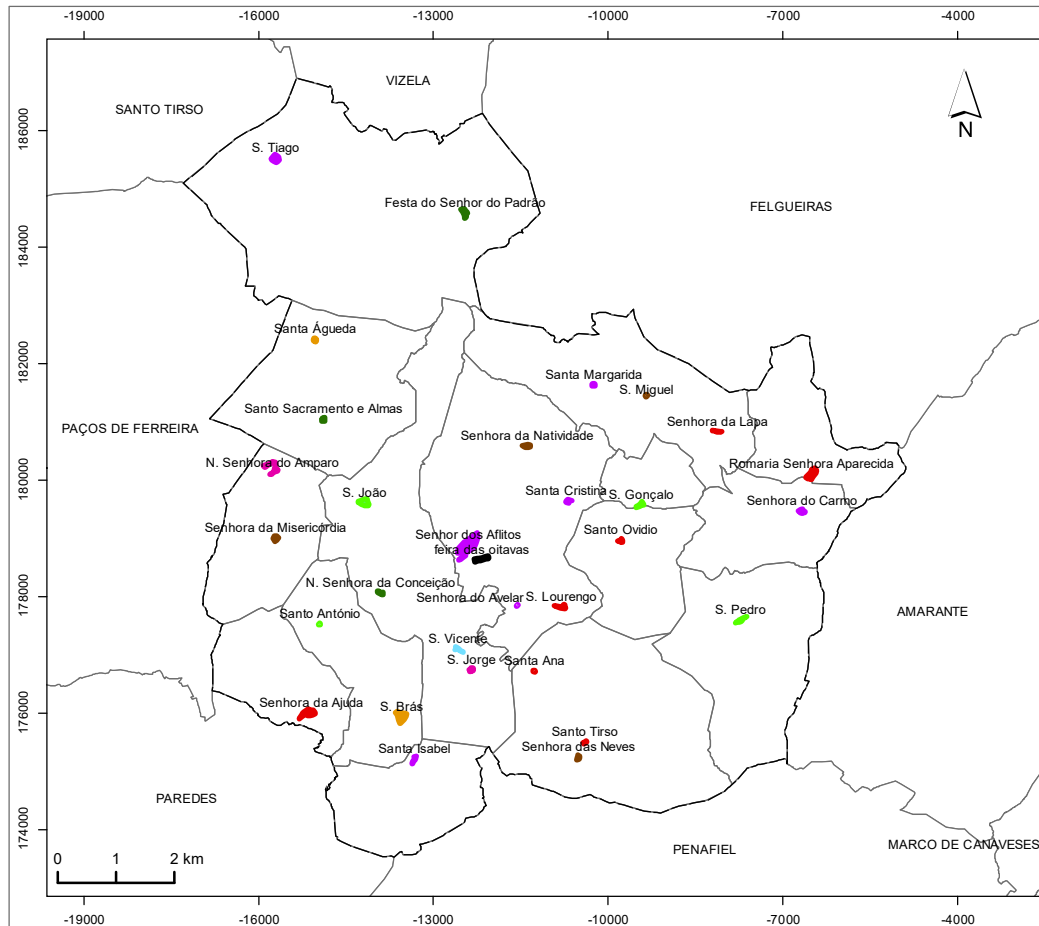 -19000 -16000 -13000 -10000 -7000 -4000
VIZELA
SANTO TIRSO
N
186000
S. Tiago
Festa do Senhor do Padrão
FELGUEIRAS
184000
Santa Águeda
182000
Santa Margarida
S. Miguel
Santo Sacramento e Almas
Senhora da Lapa
PAÇOS DE FERREIRA
Senhora da Natividade
N. Senhora do Amparo
Romaria Senhora Aparecida
180000
S. João
Santa Cristina
S. Gonçalo
Senhora do Carmo
Senhora da Misericórdia
Senhor dos Aflitos
Santo Ovidio
feira das oitavas
178000
N. Senhora da Conceição
Senhora do Avelar
S. Lourengo
Santo António
S. Pedro
AMARANTE
S. Vicente
S. Jorge
Santa Ana
176000
Senhora da Ajuda
S. Brás
Santo Tirso
Santa Isabel
Senhora das Neves
PAREDES
174000
PENAFIEL
MARCO DE CANAVESES
0 1 2 km
-19000 -16000 -13000 -10000 -7000 -4000